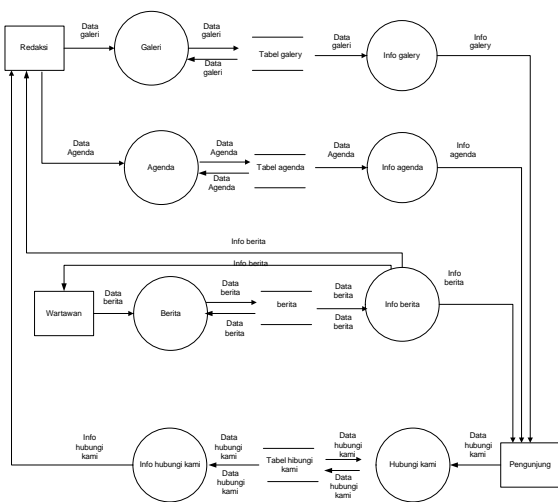 Data
galeri
Data
galeri
Data
galeri
Info
galery
Redaksi
Galeri
Tabel galery
Info galery
Data
galeri
Data
Agenda
Data
Agenda
Data
Agenda
Info
agenda
Agenda
Tabel agenda
Info agenda
Data
Agenda
Info berita
Info berita
Info
berita
Data
berita
Data
berita
Data
berita
Wartawan
Berita
berita
Info berita
Data
berita
Data
berita
Info
hubungi
kami
Data
hubungi
kami
Data
hubungi
kami
Data
hubungi
kami
Info hubungi kami
Tabel hibungi
kami
Hubungi kami
Pengunjung
Data
hubungi
kami
Data
hubungi
kami